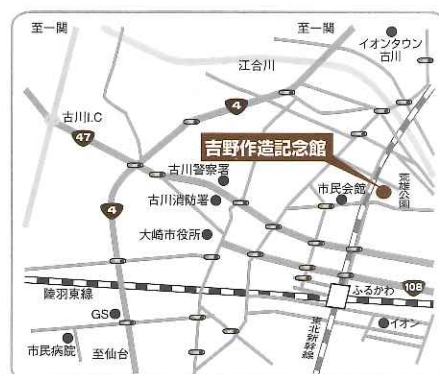 至一関
至一関
イオンタウン
古川
江合川
4
古川I.C
47
吉野作造記念館
古川警察署
荒雄公園
市民会館
4
古川消防署
大崎市役所
108
陸羽東線
ふるかわ
GS
東北新幹線
イオン
市民病院
至仙台